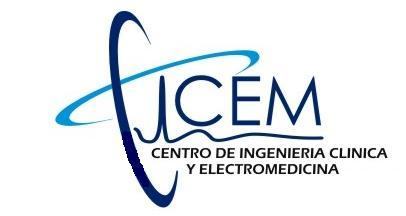 CICEM
CENTRO DE INGENIERIA CLINICA
Y ELECTROMEDICINA